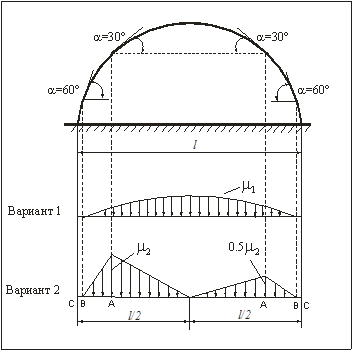 α=30° α=30°
α=60° α=60°
l
μ1
Вариант 1
μ2 0.5μ2
Вариант 2
C B A A B C
l/2 l/2